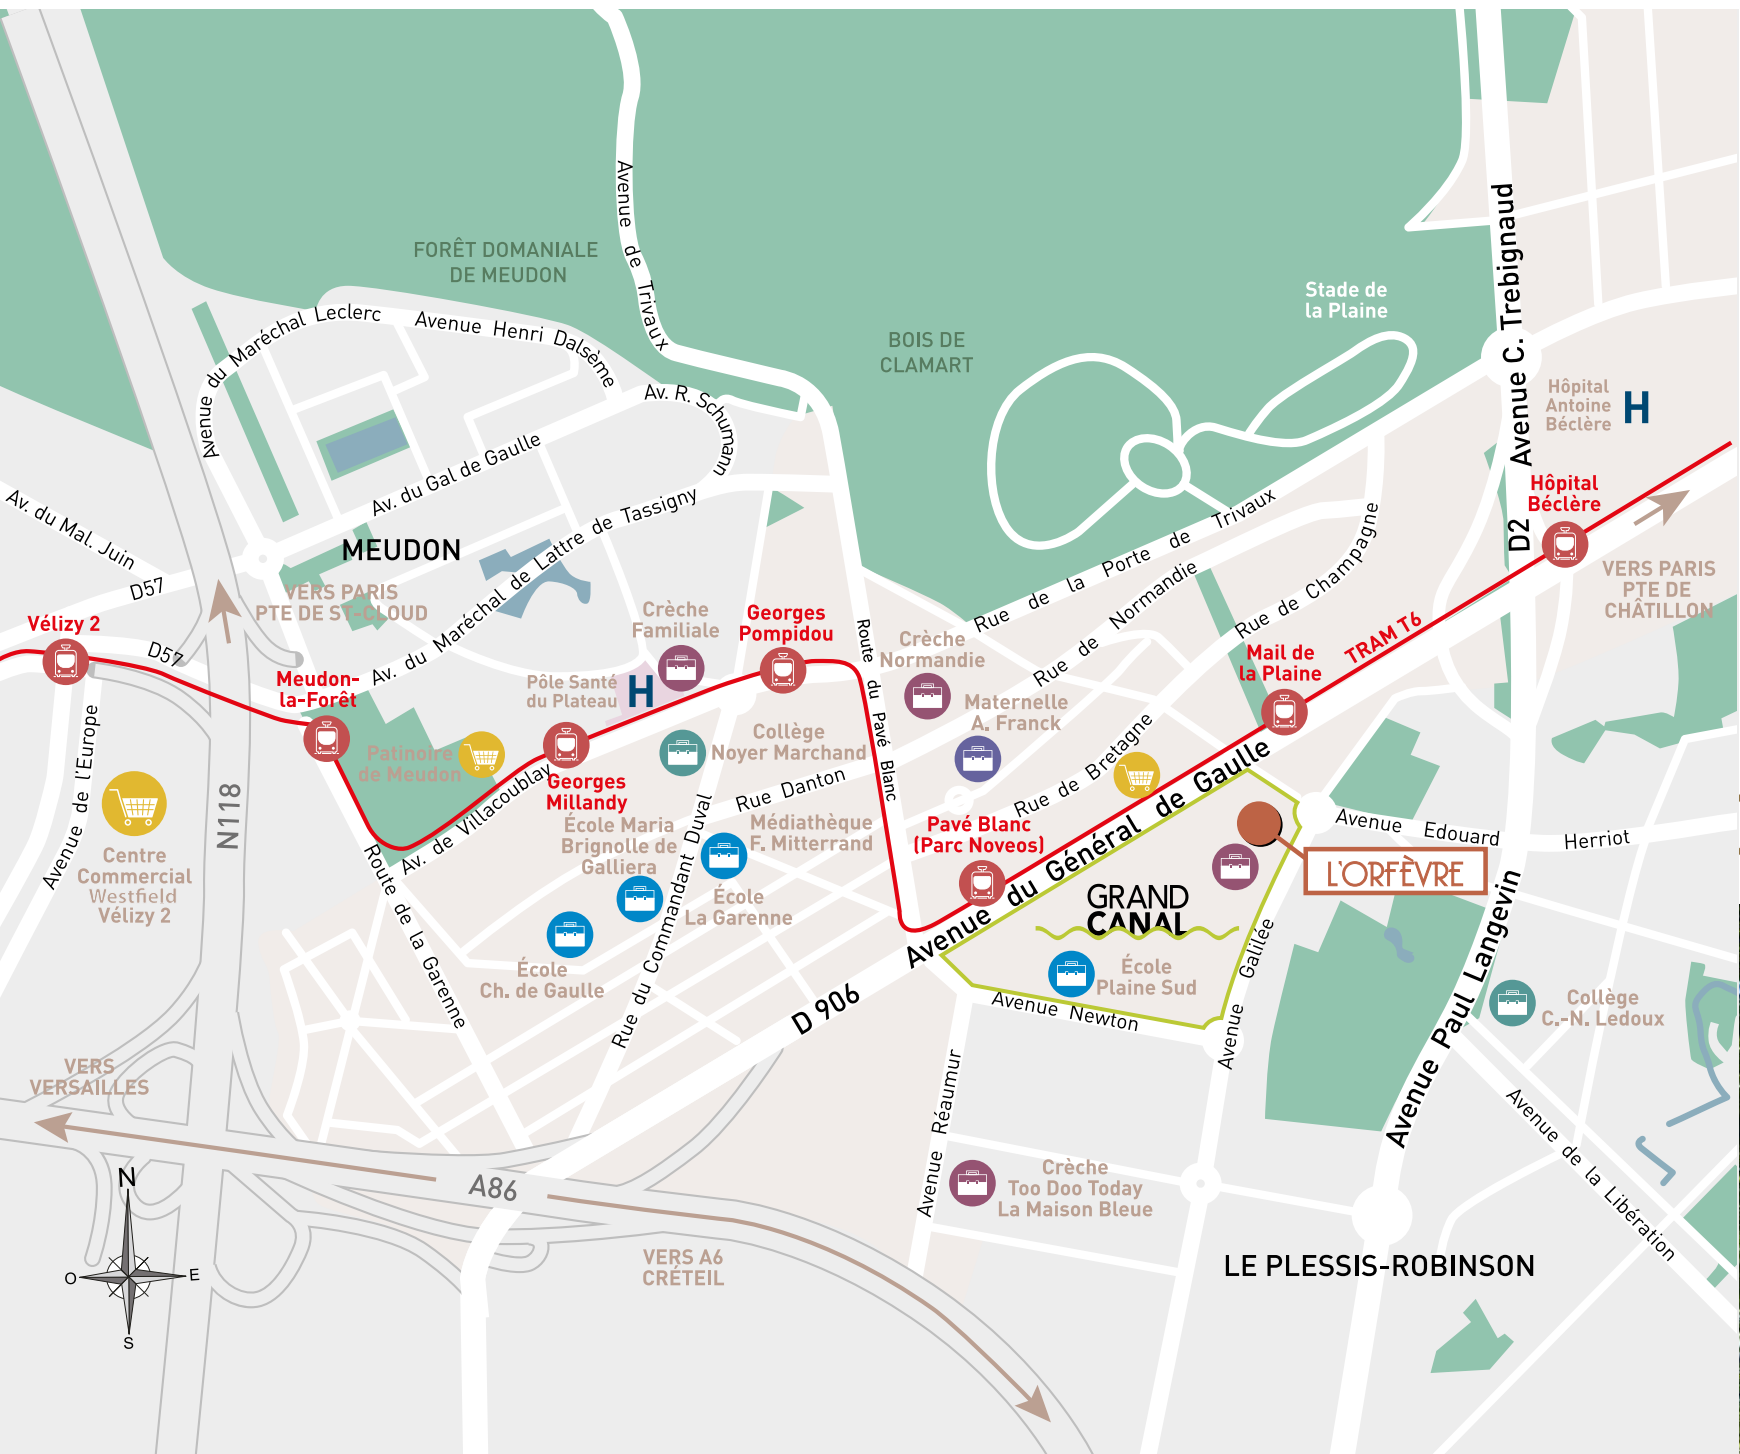 FORÊT DOMANIALE
DE MEUDON
Avenue de Trivaux
BOIS DE
CLAMART
Stade de
la Plaine
Avenue C. Trebignaud
D2
Hôpital
Antoine
Béclère
H
Hôpital
Béclère
VERS PARIS
PTE DE
CHÂTILLON
TRAM T6
Avenue du Maréchal Leclerc
Avenue Henri Dalsème
Av. R. Schumann
Av. du Gal de Gaulle
Av. du Maréchal de Lattre de Tassigny
Av. du Mal. Juin
D57
MEUDON
VERS PARIS
PTE DE ST-CLOUD
Vélizy 2
D57
Meudon-
la-Forêt
Crèche
Familiale
Georges
Pompidou
Pôle Santé
du Plateau
H
Route du Pavé Blanc
Crèche
Normandie
Maternelle
A. Franck
Rue de la Porte de Trivaux
Rue de Normandie
Rue de Champagne
Rue de Bretagne
Mail de
la Plaine
Patinoire
de Meudon
Georges
Millandy
Av. de Villacoublay
Collège
Noyer Marchand
Rue Danton
Médiathèque
F. Mitterrand
École Maria
Brignolle de
Galliera
École
La Garenne
École
Ch. de Gaulle
Rue du Commandant Duval
Route de la Garenne
Avenue de l'Europe
N118
Centre
Commercial
Westfield
Vélizy 2
Pavé Blanc
(Parc Noveos)
Avenue du Général de Gaulle
D 906
GRAND
CANAL
L'ORFÈVRE
Avenue Edouard Herriot
École
Plaine Sud
Avenue Newton
Avenue Galilée
Avenue Paul Langevin
Collège
C.-N. Ledoux
Avenue de la Libération
Avenue Réaumur
Crèche
Too Doo Today
La Maison Bleue
LE PLESSIS-ROBINSON
VERS
VERSAILLES
A86
VERS A6
CRÉTEIL
N
O
E
S